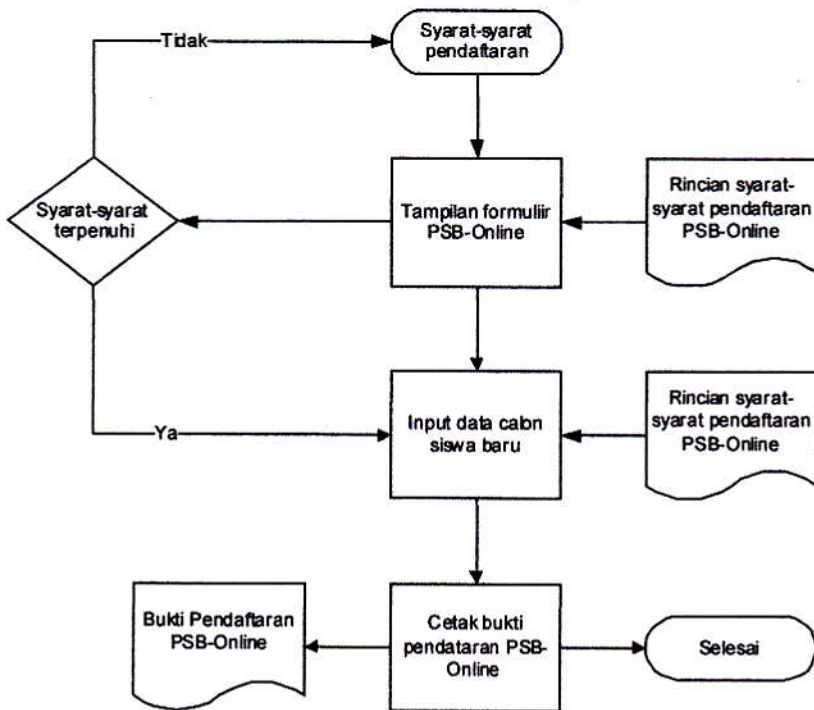 Tidak
Syarat-syarat
pendaftaran
Syarat-syarat
terpenuhi
Tampilan formuliir
PSB-Online
Rincian syarat-
syarat pendaftaran
PSB-Online
Ya
Input data calon
siswa baru
Rincian syarat-
syarat pendaftaran
PSB-Online
Bukti Pendaftaran
PSB-Online
Cetak bukti
pendataran PSB-
Online
Selesai